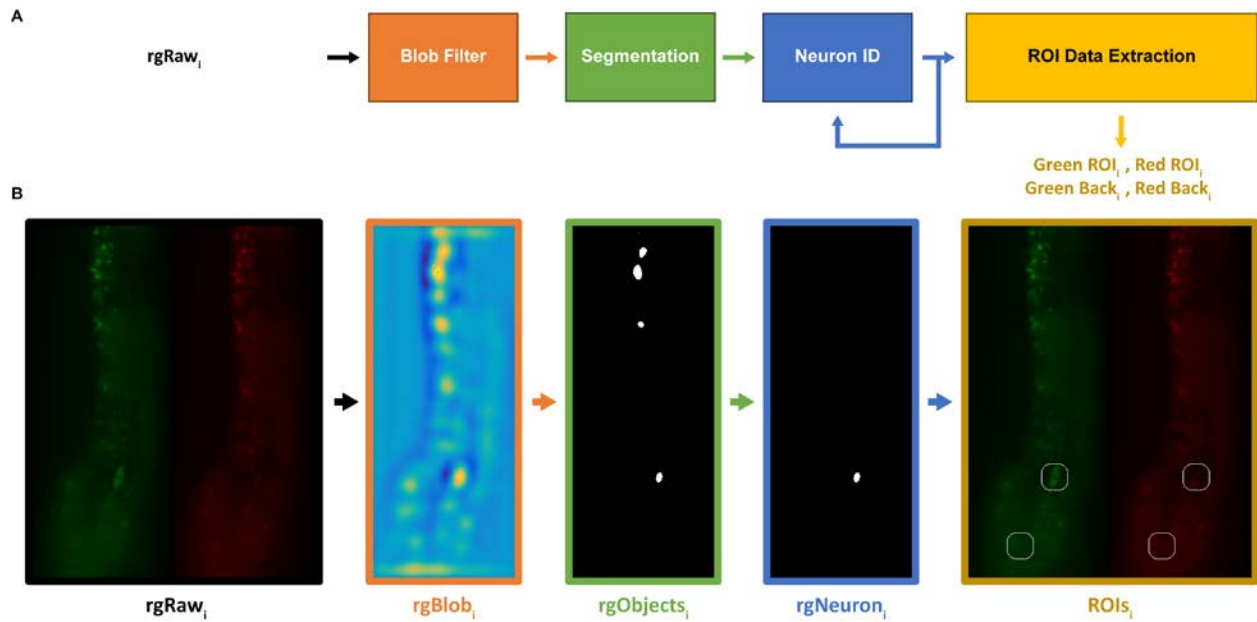 A
rgRaw_i
Blob Filter
Segmentation
Neuron ID
ROI Data Extraction
Green ROI_i , Red ROI_i
Green Back_i , Red Back_i
B
rgRaw_i
rgBlob_i
rgObjects_i
rgNeuron_i
ROIs_i